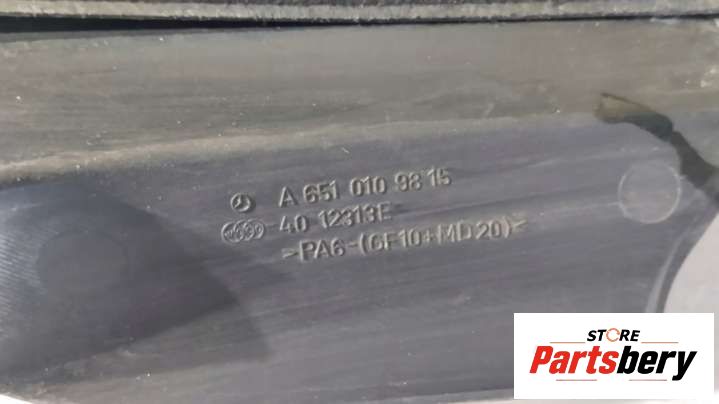 A 651 010 98 15
40 12313E
>PA6-(GF10+MD20)<
STORE
Partsbery